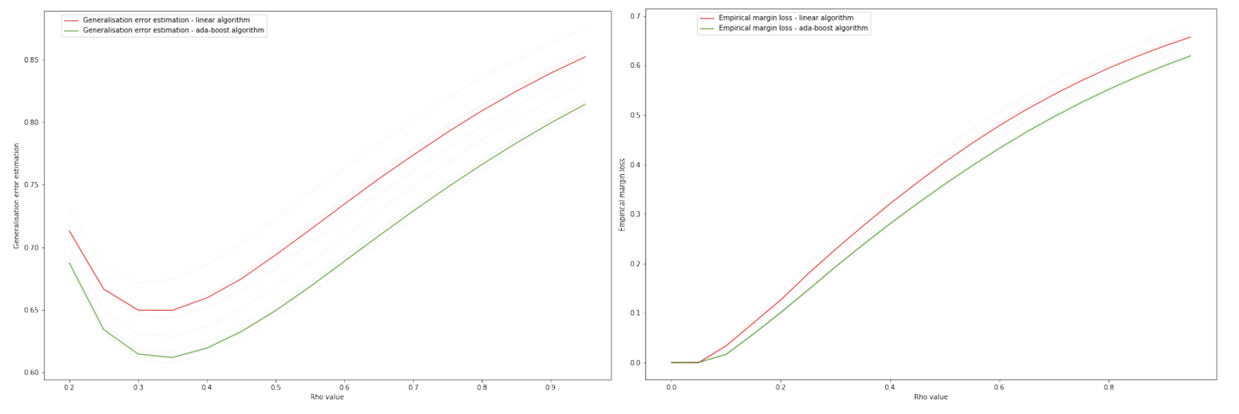 Generalisation error estimation - linear algorithm
Generalisation error estimation - ada-boost algorithm
Generalisation error estimation
0.85
0.80
0.75
0.70
0.65
0.60
0.2 0.3 0.4 0.5 0.6 0.7 0.8 0.9
Rho value
Empirical margin loss - linear algorithm
Empirical margin loss - ada-boost algorithm
Empirical margin loss
0.7
0.6
0.5
0.4
0.3
0.2
0.1
0.0
0.0 0.2 0.4 0.6 0.8
Rho value